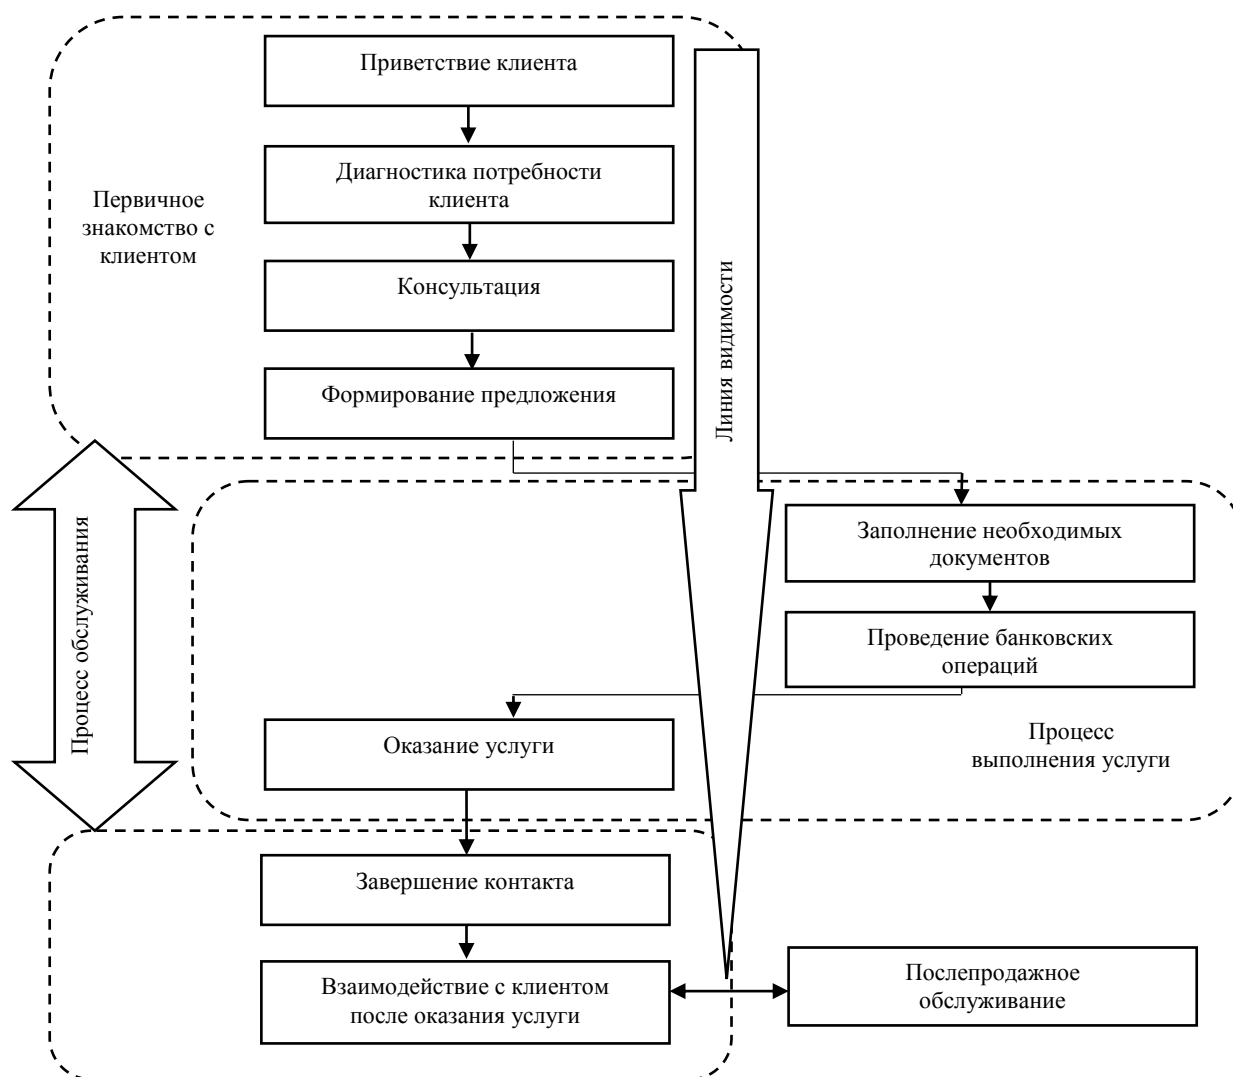 Приветствие клиента
Диагностика потребности
клиента
Первичное
знакомство с
клиентом
Консультация
Формирование предложения
Линия видимости
Процесс обслуживания
Заполнение необходимых
документов
Проведение банковских
операций
Оказание услуги
Процесс
выполнения услуги
Завершение контакта
Взаимодействие с клиентом
после оказания услуги
Послепродажное
обслуживание